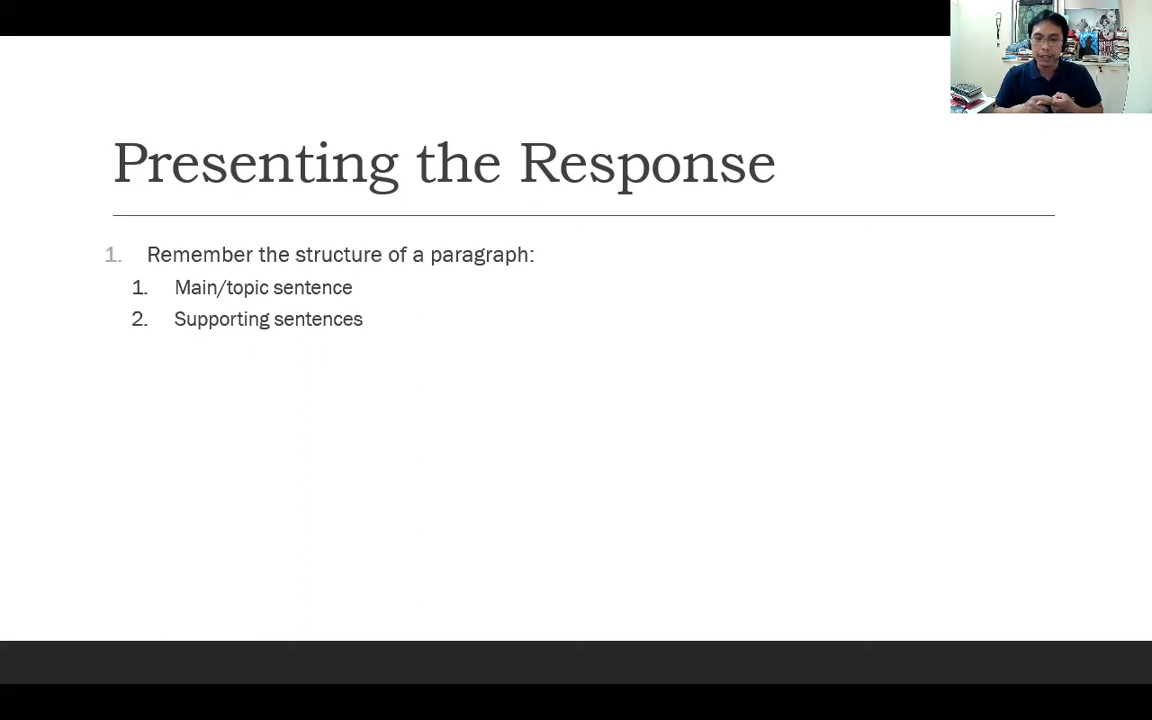 Presenting the Response
1. Remember the structure of a paragraph:
1. Main/topic sentence
2. Supporting sentences